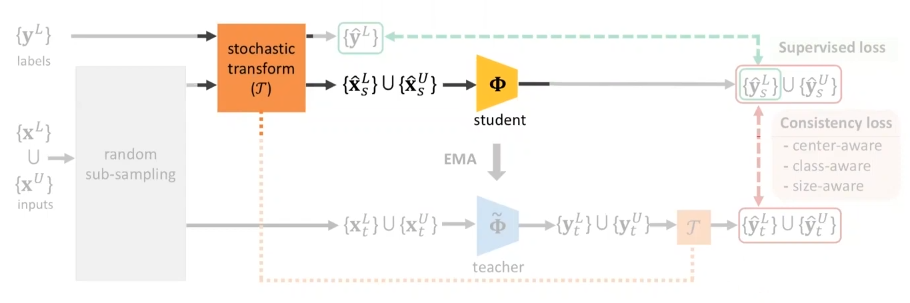 {y^L}
labels
stochastic
transform
(𝒯)
{ŷ^L}
Supervised loss
{x̂_s^L} ∪ {x̂_s^U}
Φ
student
{ŷ_s^L} ∪ {ŷ_s^U}
{x^L}
∪
{x^U}
inputs
random
sub-sampling
EMA
Consistency loss
- center-aware
- class-aware
- size-aware
{x_t^L} ∪ {x_t^U}
Φ̃
teacher
{y_t^L} ∪ {y_t^U}
𝒯
{ŷ_t^L} ∪ {ŷ_t^U}